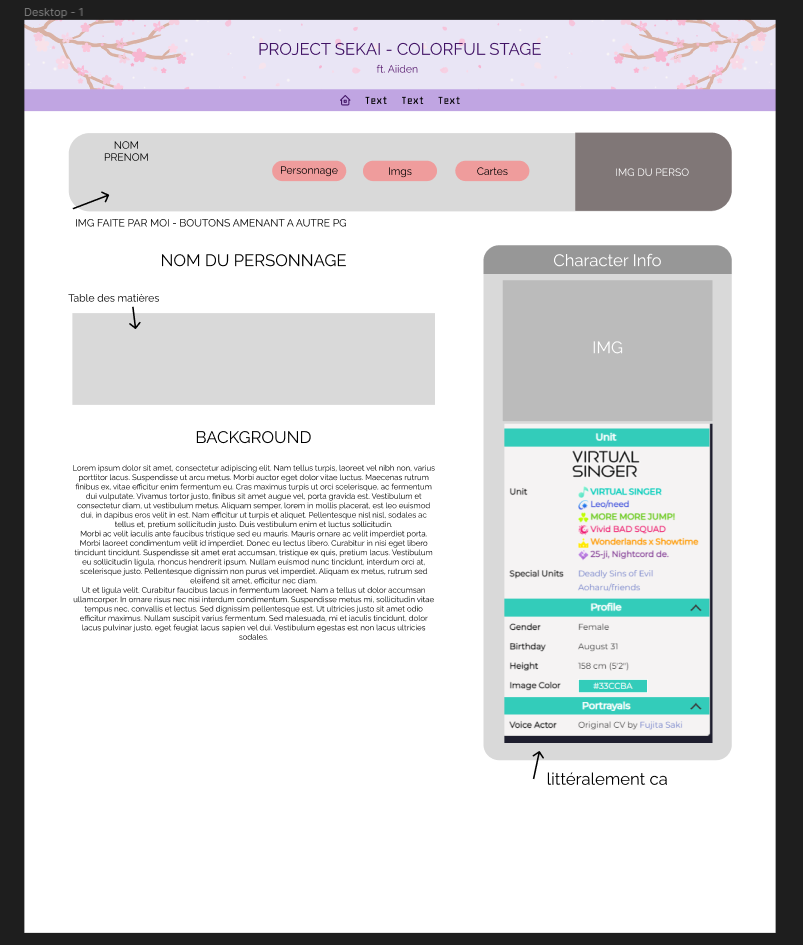 Desktop - 1
PROJECT SEKAI - COLORFUL STAGE
ft. Aiiden
Text Text Text
NOM
PRENOM
Personnage
Imgs
Cartes
IMG DU PERSO
IMG FAITE PAR MOI - BOUTONS AMENANT A AUTRE PG
NOM DU PERSONNAGE
Table des matières
BACKGROUND
Lorem ipsum dolor sit amet, consectetur adipiscing elit. Nam tellus turpis, laoreet vel nibh non, varius
porttitor lacus. Suspendisse ut arcu metus. Morbi auctor eget dolor vitae luctus. Maecenas rutrum
finibus ex, vitae efficitur enim fermentum eu. Cras maximus turpis ut orci scelerisque, ac fermentum
dui vulputate. Vivamus tortor justo, finibus sit amet augue vel, porta gravida est. Vestibulum et
consectetur diam, ut vestibulum metus. Aliquam semper, lorem in mollis placerat, est leo euismod
dui, in dapibus eros velit in est. Nam efficitur ut turpis et aliquet. Pellentesque nisl nisl, sodales ac
tellus et, pretium sollicitudin justo. Duis vestibulum enim et luctus sollicitudin.
Morbi ac velit iaculis ante faucibus tristique sed eu mauris. Mauris ornare ac velit imperdiet porta.
Morbi laoreet condimentum velit id imperdiet. Donec eu lectus libero. Curabitur in nisi eget libero
tincidunt tincidunt. Suspendisse sit amet erat accumsan, tristique ex quis, pretium lacus. Vestibulum
eu sollicitudin ligula, rhoncus hendrerit ipsum. Nullam euismod nunc tincidunt, interdum orci at,
scelerisque justo. Pellentesque dignissim non purus vel imperdiet. Aliquam ex metus, rutrum sed
eleifend sit amet, efficitur nec diam.
Ut et ligula velit. Curabitur faucibus lacus in fermentum laoreet. Nam a tellus ut dolor accumsan
ullamcorper. In ornare risus nec nisi interdum condimentum. Suspendisse metus mi, sollicitudin vitae
tempus nec, convallis et lectus. Sed dignissim pellentesque est. Ut ultricies justo sit amet odio
efficitur maximus. Nullam suscipit varius fermentum. Sed malesuada, mi et iaculis tincidunt, dolor
lacus pulvinar justo, eget feugiat lacus sapien vel dui. Vestibulum egestas est non lacus ultricies
sodales.
Character Info
IMG
Unit
VIRTUAL
SINGER
Unit
VIRTUAL SINGER
Leo/need
MORE MORE JUMP!
Vivid BAD SQUAD
Wonderlands x Showtime
25-ji, Nightcord de.
Special Units
Deadly Sins of Evil
Aoharu/friends
Profile
Gender Female
Birthday August 31
Height 158 cm (5'2")
Image Color #33CCBA
Portrayals
Voice Actor Original CV by Fujita Saki
littéralement ca